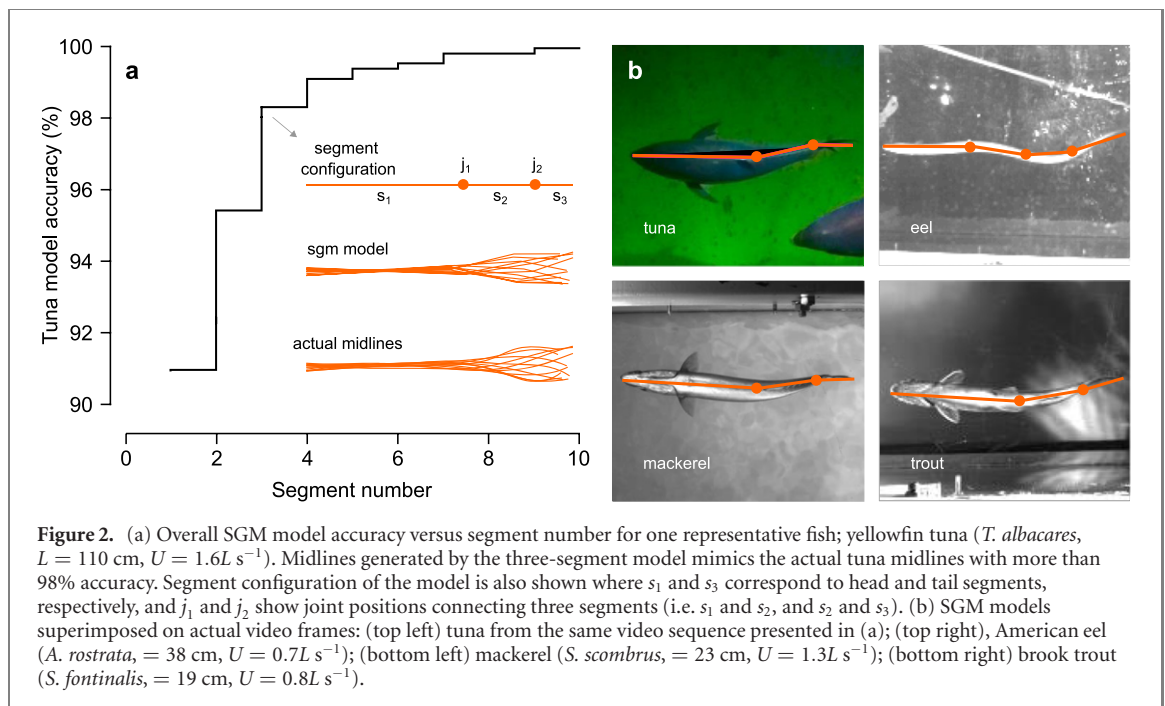 a
100
98
96
94
92
91
90
Tuna model accuracy (%)
0
2
4
6
8
10
Segment number
segment
configuration
j₁
j₂
s₁
s₂
s₃
sgm model
actual midlines
b
tuna
eel
mackerel
trout
Figure 2. (a) Overall SGM model accuracy versus segment number for one representative fish; yellowfin tuna (T. albacares,
L = 110 cm, U = 1.6L s⁻¹). Midlines generated by the three-segment model mimics the actual tuna midlines with more than
98% accuracy. Segment configuration of the model is also shown where s₁ and s₃ correspond to head and tail segments,
respectively, and j₁ and j₂ show joint positions connecting three segments (i.e. s₁ and s₂, and s₂ and s₃). (b) SGM models
superimposed on actual video frames: (top left) tuna from the same video sequence presented in (a); (top right), American eel
(A. rostrata, = 38 cm, U = 0.7L s⁻¹); (bottom left) mackerel (S. scombrus, = 23 cm, U = 1.3L s⁻¹); (bottom right) brook trout
(S. fontinalis, = 19 cm, U = 0.8L s⁻¹).